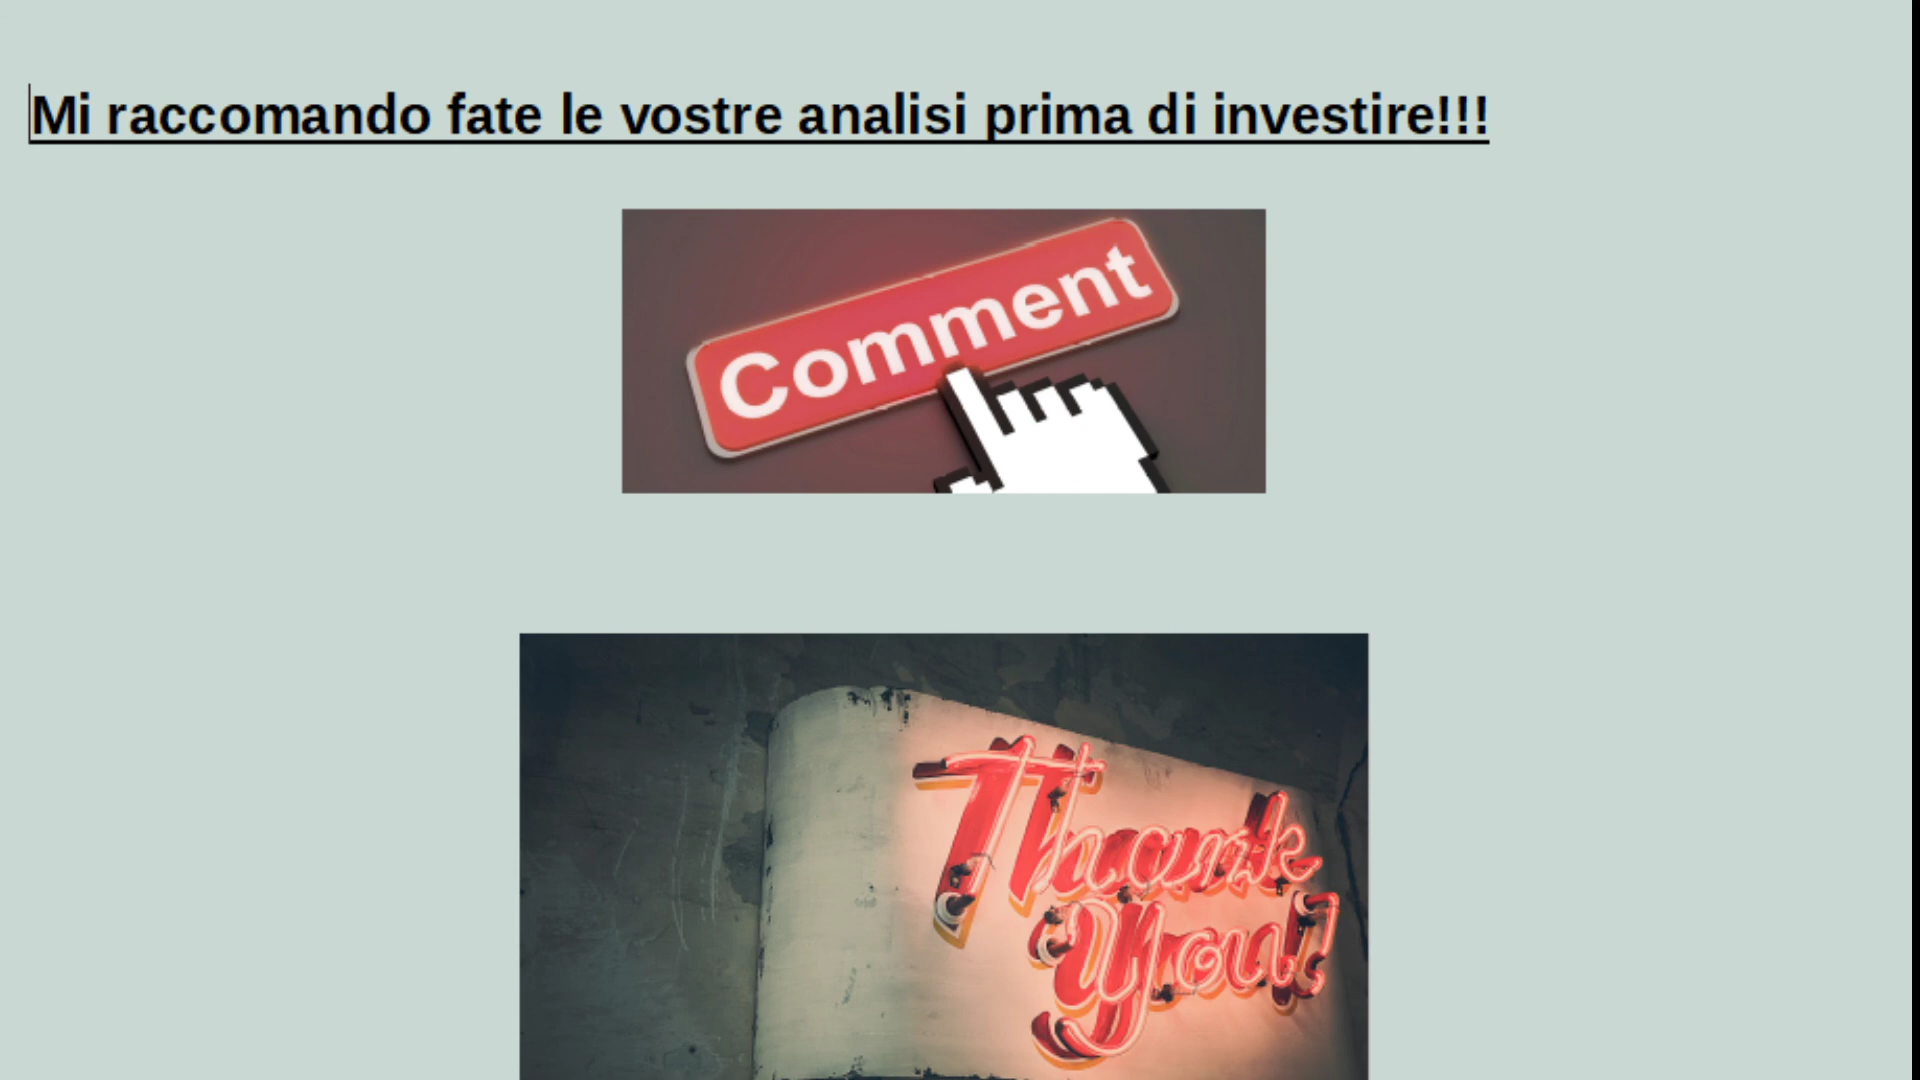 Mi raccomando fate le vostre analisi prima di investire!!!
Comment
Thank
You!